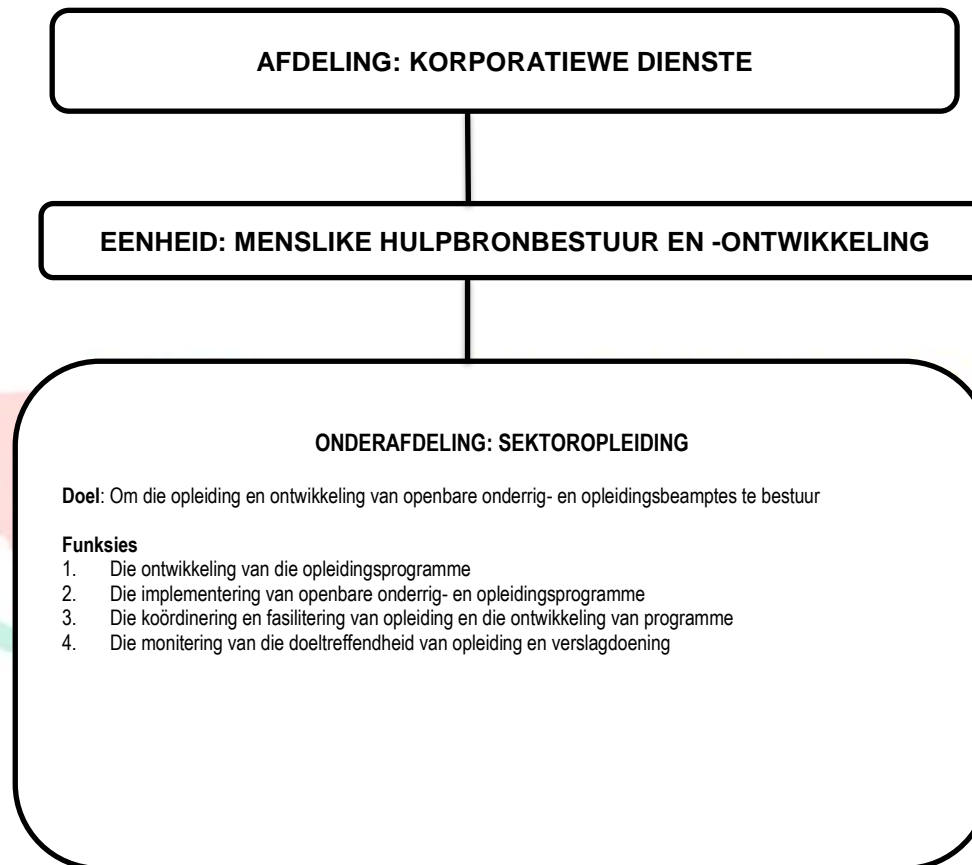 AFDELING: KORPORATIEWE DIENSTE
EENHEID: MENSLIKE HULPBRONBESTUUR EN -ONTWIKKELING
ONDERAFDELING: SEKTOROPLEIDING
Doel: Om die opleiding en ontwikkeling van openbare onderrig- en opleidingsbeamptes te bestuur
Funksies
1. Die ontwikkeling van die opleidingsprogramme
2. Die implementering van openbare onderrig- en opleidingsprogramme
3. Die koördinering en fasilitering van opleiding en die ontwikkeling van programme
4. Die monitering van die doeltreffendheid van opleiding en verslagdoening